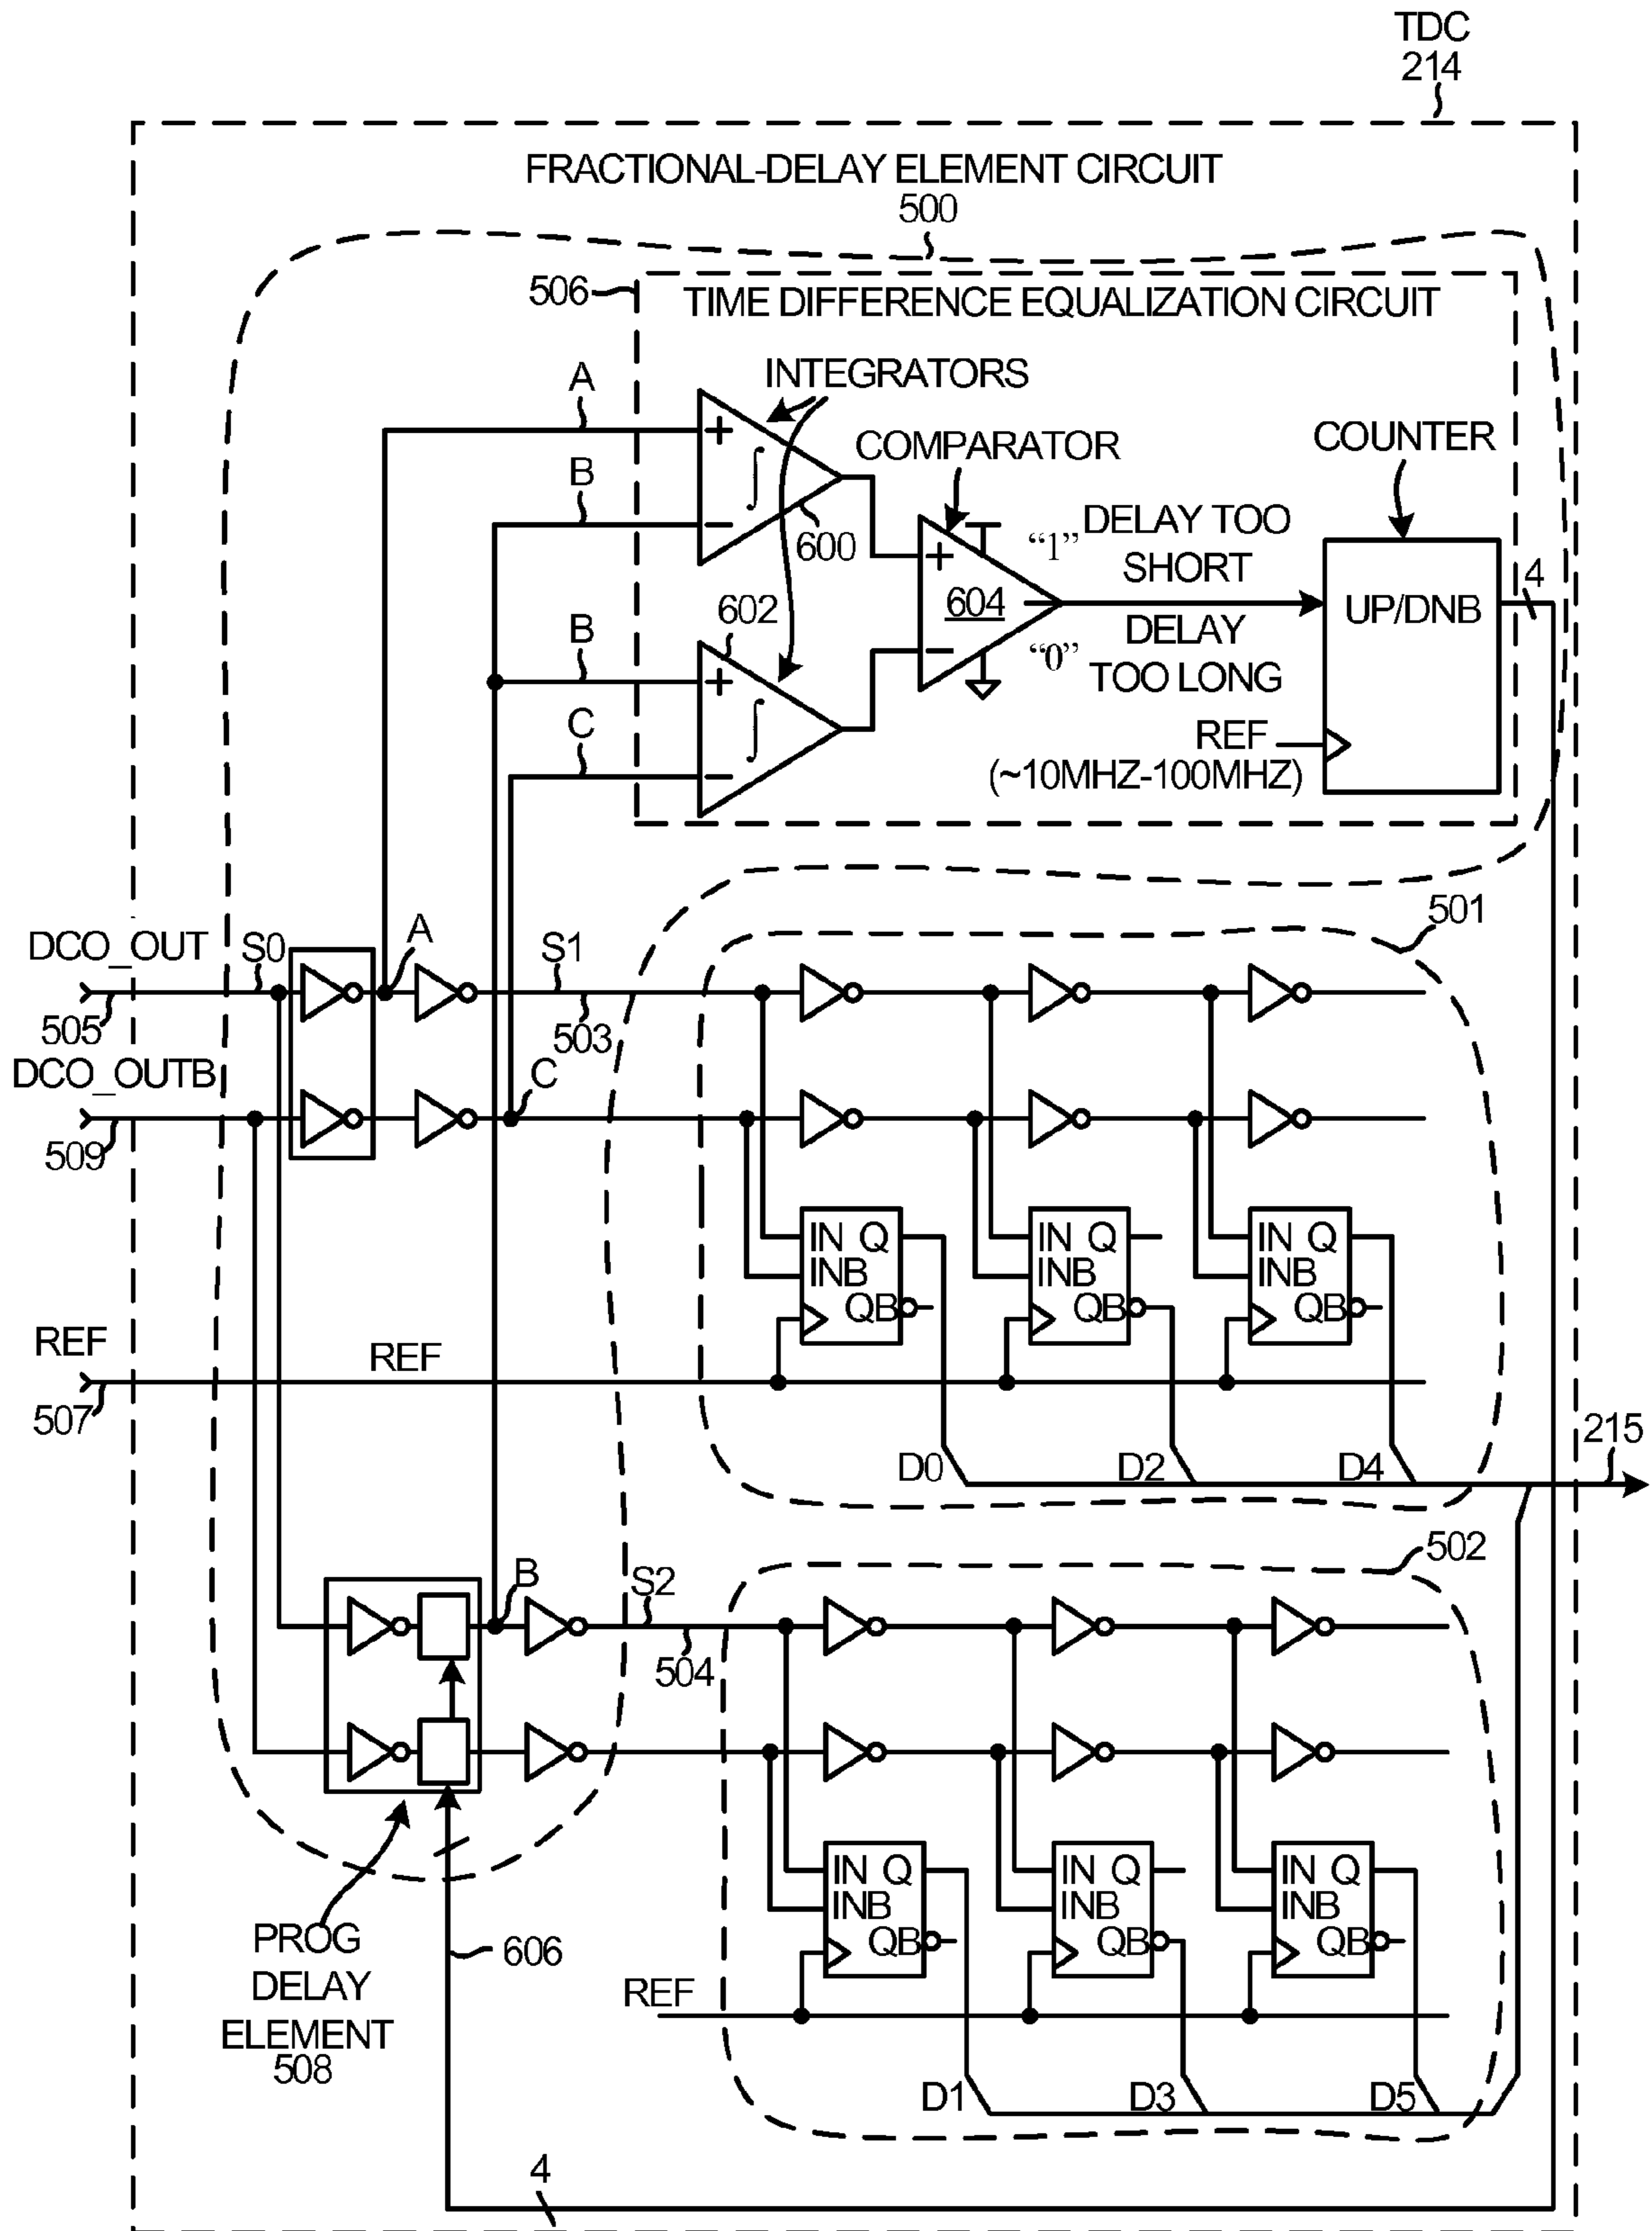 TDC
214
FRACTIONAL-DELAY ELEMENT CIRCUIT
500
506
TIME DIFFERENCE EQUALIZATION CIRCUIT
INTEGRATORS
A
+
∫
B
−
600
COMPARATOR
COUNTER
+
604
−
"1"
DELAY TOO
SHORT
"0"
DELAY
TOO LONG
UP/DNB
4
602
B
+
∫
C
−
REF
(~10MHZ-100MHZ)
501
DCO_OUT
S0
A
S1
505
503
DCO_OUTB
C
509
IN Q
INB
QB
IN Q
INB
QB
IN Q
INB
QB
REF
REF
507
D0
D2
D4
215
502
B
S2
504
IN Q
INB
QB
IN Q
INB
QB
IN Q
INB
QB
PROG
DELAY
ELEMENT
508
606
REF
D1
D3
D5
4